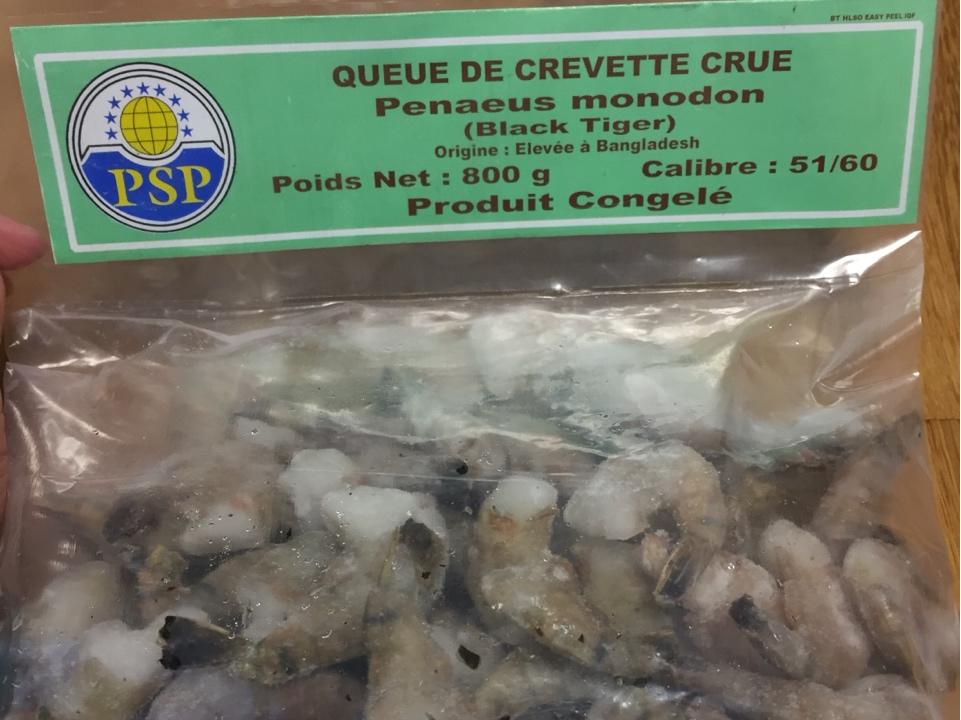 BT HLSO EASY PEEL IQF
QUEUE DE CREVETTE CRUE
Penaeus monodon
(Black Tiger)
Origine : Elevée à Bangladesh
Poids Net : 800 g Calibre : 51/60
Produit Congelé
PSP